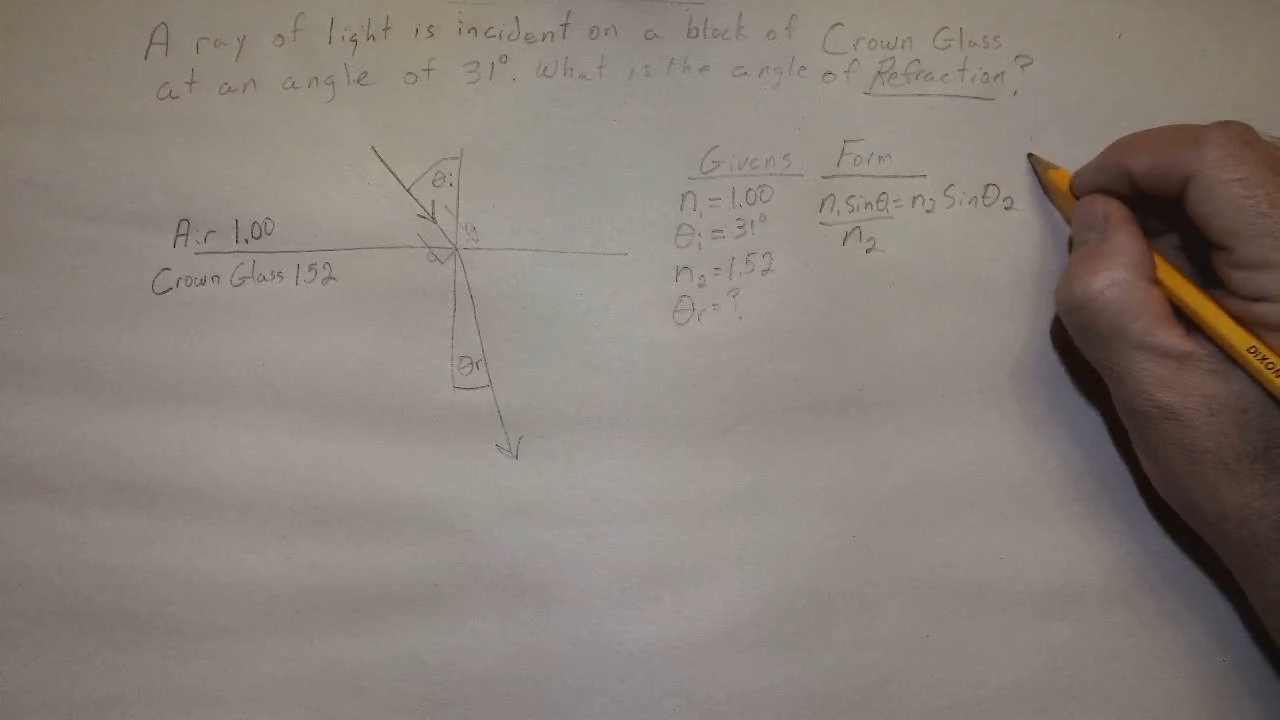 A ray of light is incident on a block of Crown Glass
at an angle of 31°. What is the angle of Refraction?
Givens
n₁ = 1.00
θi = 31°
n₂ = 1.52
θr = ?
Form
n₁ sinθ₁ = n₂ Sinθ₂
n₂
θi
Air 1.00
Crown Glass 1.52
θr
DIXON